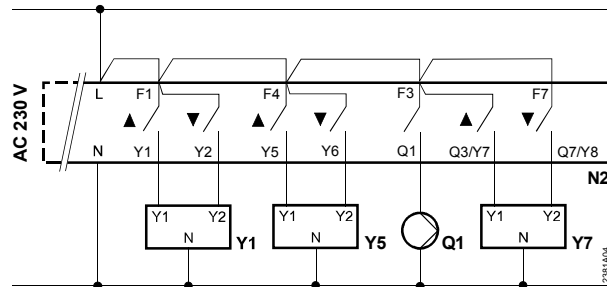 AC 230 V
L F1 F4 F3 F7
▲ ▼ ▲ ▼ ▲ ▼
N Y1 Y2 Y5 Y6 Q1 Q3/Y7 Q7/Y8
N2
Y1 Y2 Y1 Y2 Y1 Y2
N Y1 N Y5 Q1 N Y7
2381A04